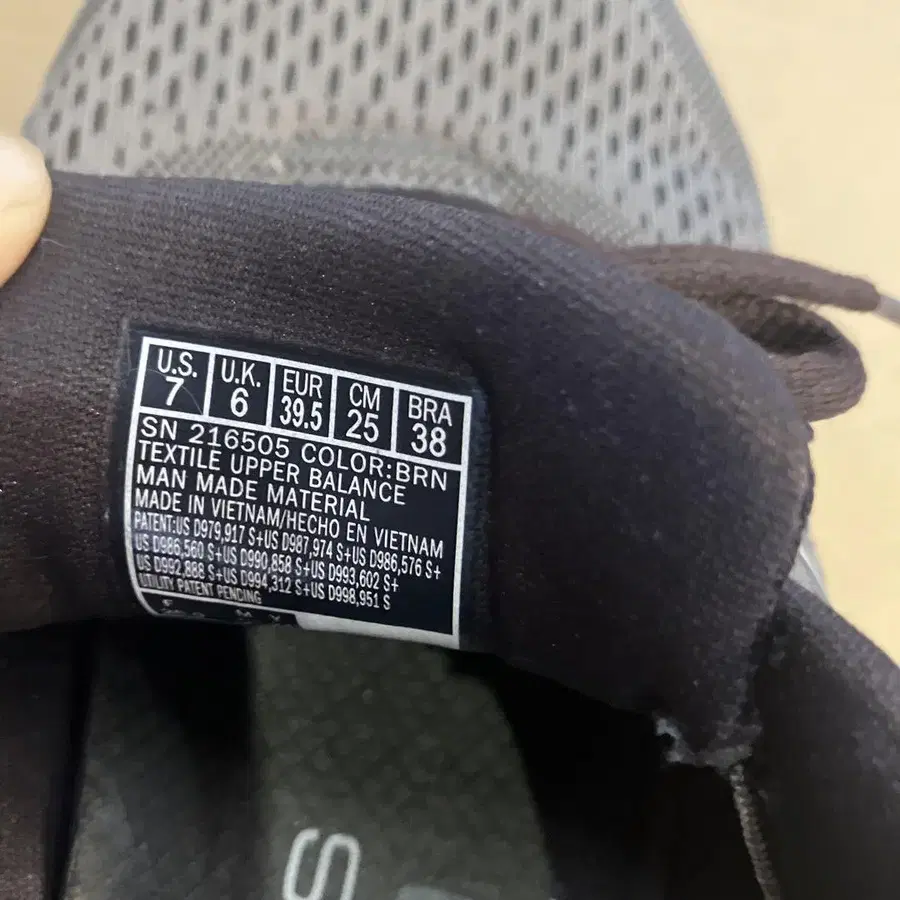 U.S. U.K. EUR CM BRA
7 6 39.5 25 38
SN 216505 COLOR:BRN
TEXTILE UPPER BALANCE
MAN MADE MATERIAL
MADE IN VIETNAM/HECHO EN VIETNAM
PATENT:US D979,917 S+US D987,974 S+US D986,576 S+
US D986,560 S+US D990,858 S+US D993,602 S+
US D992,888 S+US D994,312 S+US D998,951 S
UTILITY PATENT PENDING
S